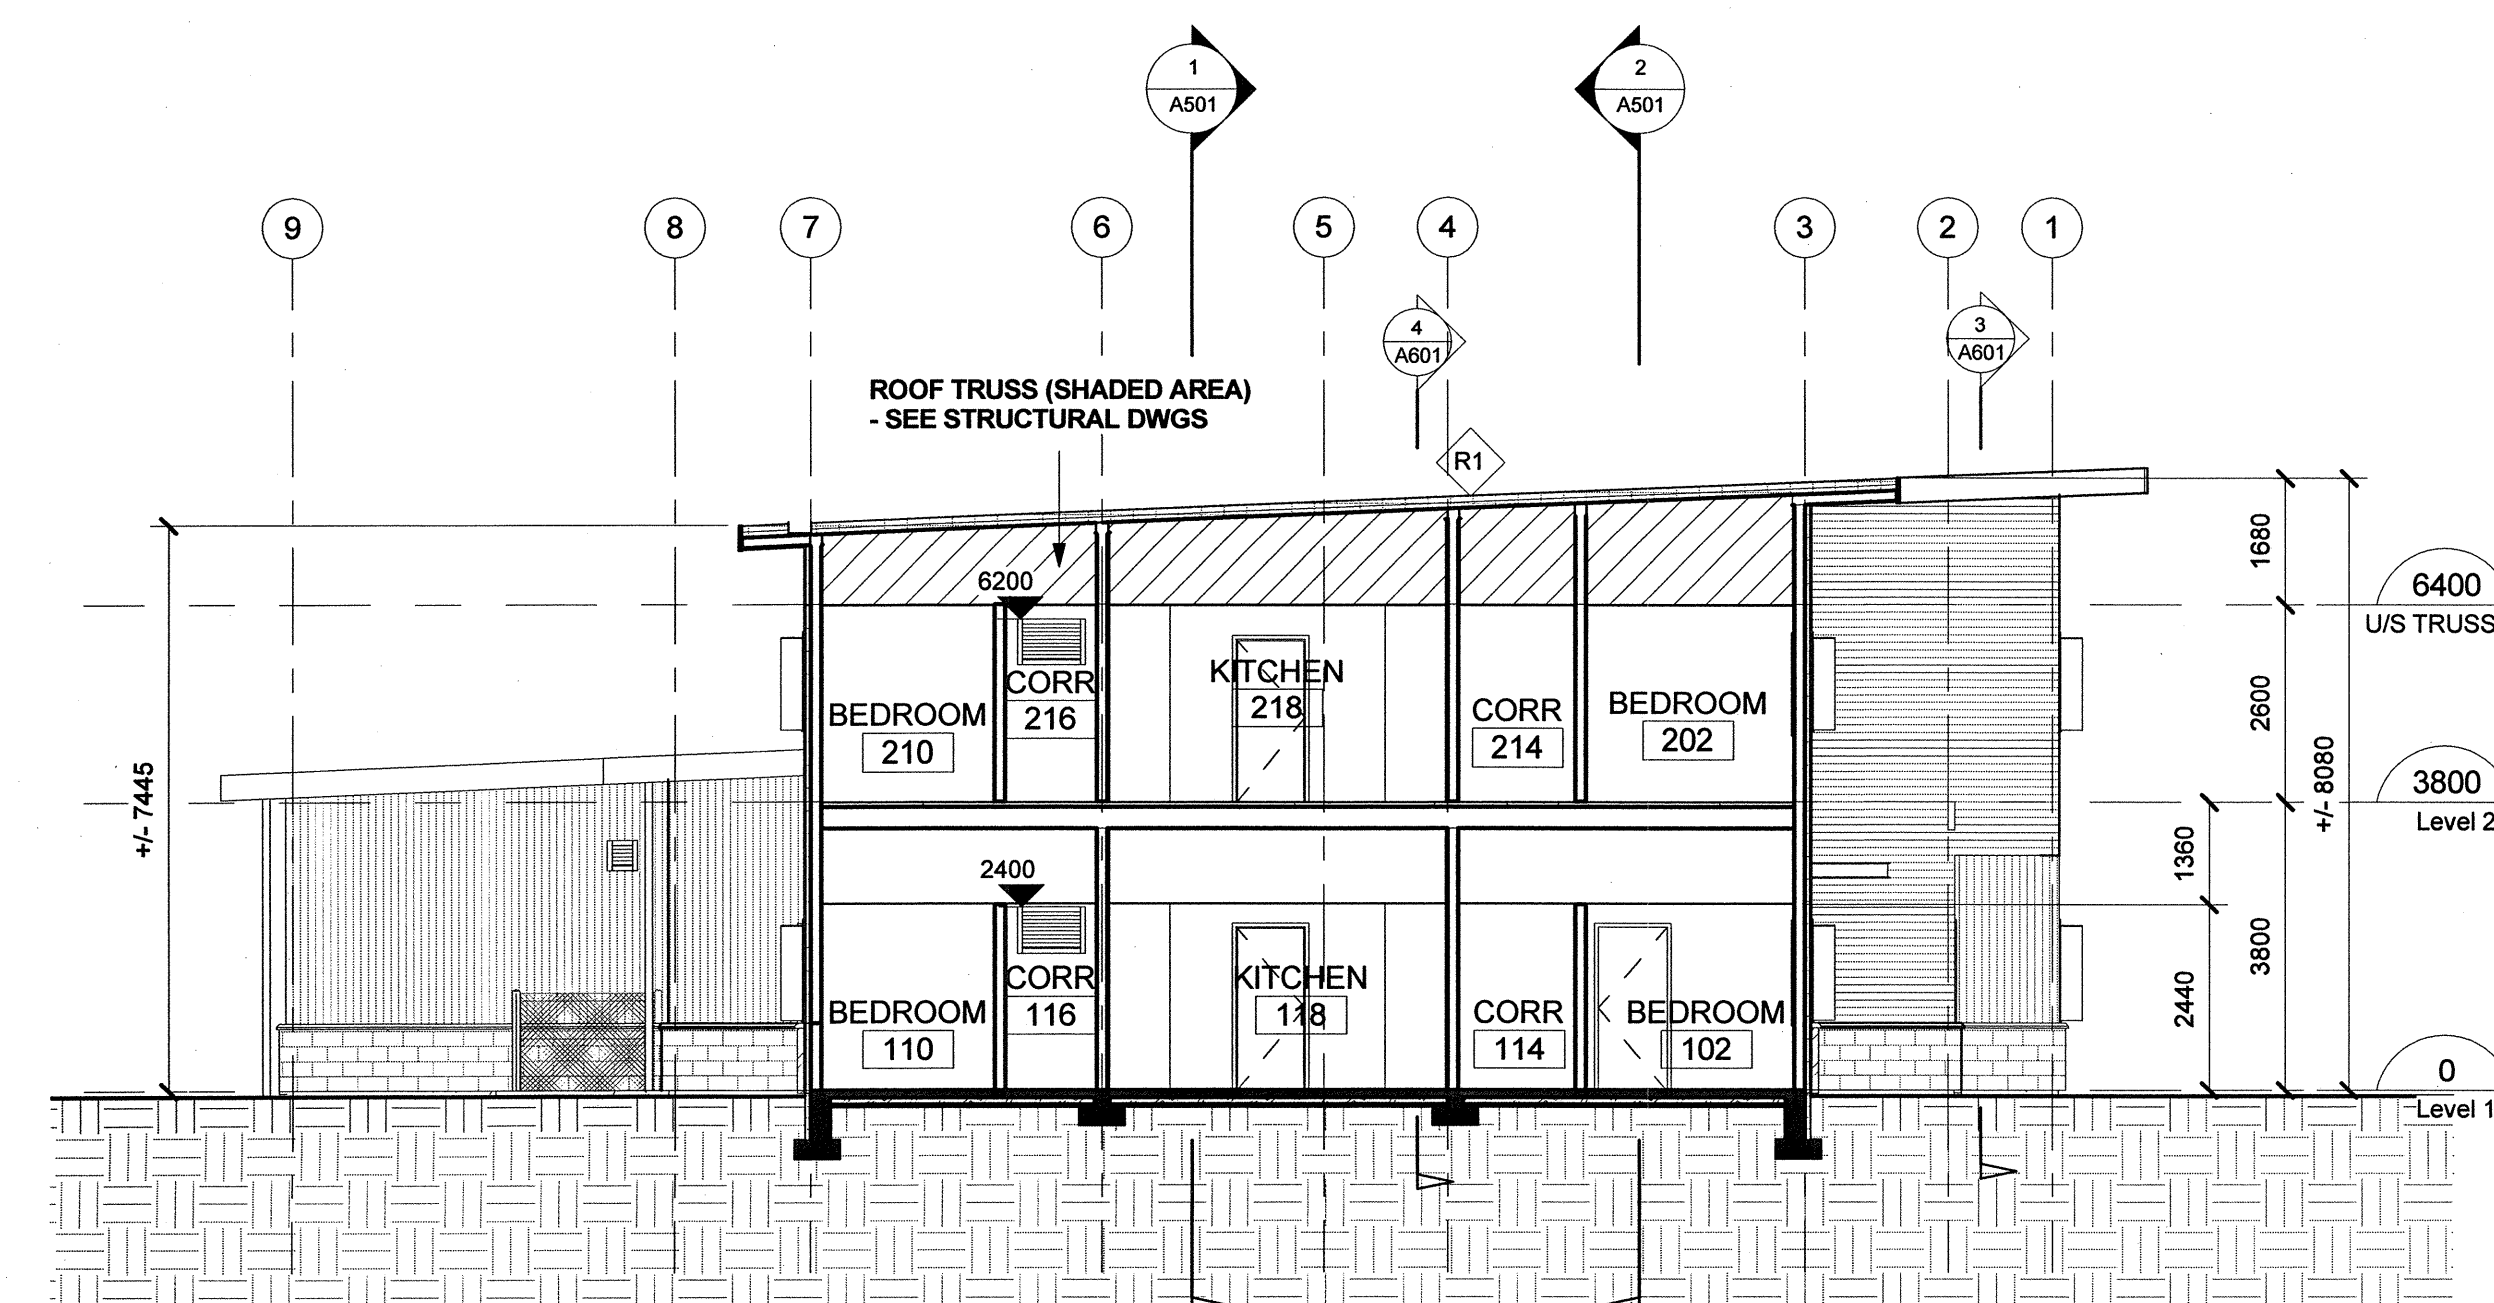 1
A501
2
A501
9
8
7
6
5
4
3
2
1
4
A601
3
A601
ROOF TRUSS (SHADED AREA)
- SEE STRUCTURAL DWGS
R1
1680
6400
U/S TRUSS
6200
KITCHEN
218
CORR
216
BEDROOM
210
CORR
214
BEDROOM
202
2600
+/- 7445
+/- 8080
3800
Level 2
1360
2400
CORR
116
KITCHEN
118
BEDROOM
110
CORR
114
BEDROOM
102
3800
2440
0
Level 1